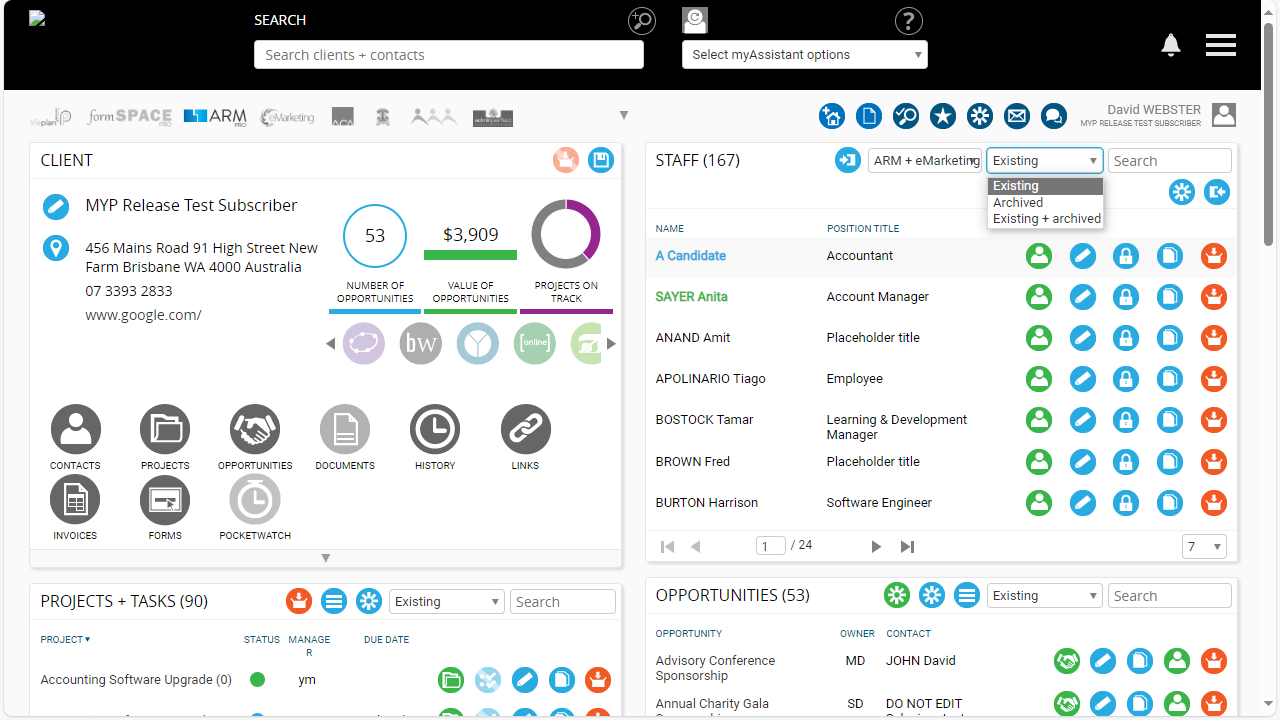 SEARCH
Search clients + contacts
Select myAssistant options
formSPACE PRO
ARM PRO
eMarketing
ACA
David WEBSTER
MYP RELEASE TEST SUBSCRIBER
CLIENT
MYP Release Test Subscriber
456 Mains Road 91 High Street New
Farm Brisbane WA 4000 Australia
07 3393 2833
www.google.com/
53
NUMBER OF
OPPORTUNITIES
$3,909
VALUE OF
OPPORTUNITIES
PROJECTS ON
TRACK
bw
[online]
CONTACTS
PROJECTS
OPPORTUNITIES
DOCUMENTS
HISTORY
LINKS
INVOICES
FORMS
POCKETWATCH
STAFF (167)
ARM + eMarketing
Existing
Search
Existing
Archived
Existing + archived
NAME POSITION TITLE
A Candidate Accountant
SAYER Anita Account Manager
ANAND Amit Placeholder title
APOLINARIO Tiago Employee
BOSTOCK Tamar Learning & Development
Manager
BROWN Fred Placeholder title
BURTON Harrison Software Engineer
1 / 24
7
PROJECTS + TASKS (90)
Existing
Search
PROJECT STATUS MANAGE
R DUE DATE
Accounting Software Upgrade (0) ym
OPPORTUNITIES (53)
Existing
Search
OPPORTUNITY OWNER CONTACT
Advisory Conference
Sponsorship MD JOHN David
Annual Charity Gala
SD DO NOT EDIT